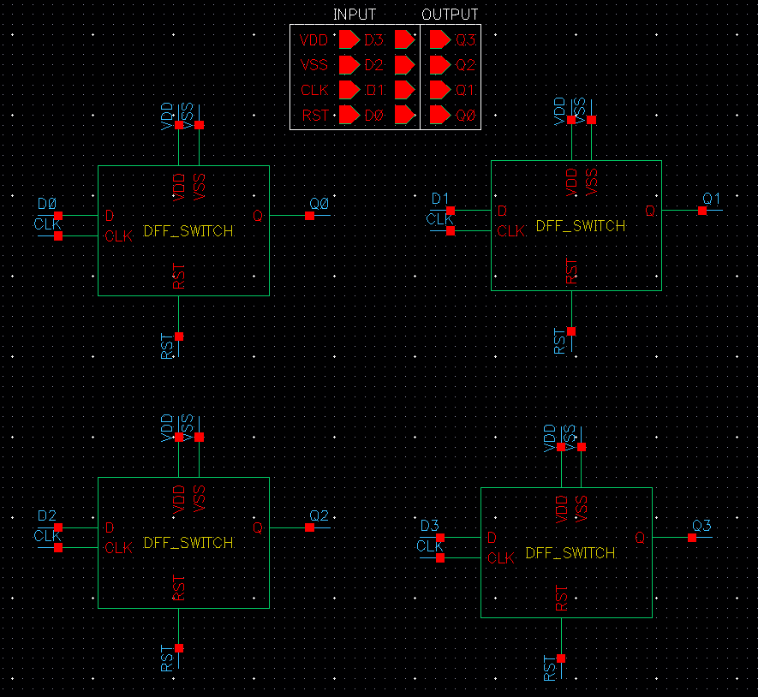 INPUT OUTPUT
VDD D3 Q3
VSS D2 Q2
CLK D1 Q1
RST D0 Q0
VDD VSS
VDD VSS
D0 D Q Q0
CLK CLK DFF_SWITCH
RST
RST
VDD VSS
VDD VSS
D1 D Q Q1
CLK CLK DFF_SWITCH
RST
RST
VDD VSS
VDD VSS
D2 D Q Q2
CLK CLK DFF_SWITCH
RST
RST
VDD VSS
VDD VSS
D3 D Q Q3
CLK CLK DFF_SWITCH
RST
RST